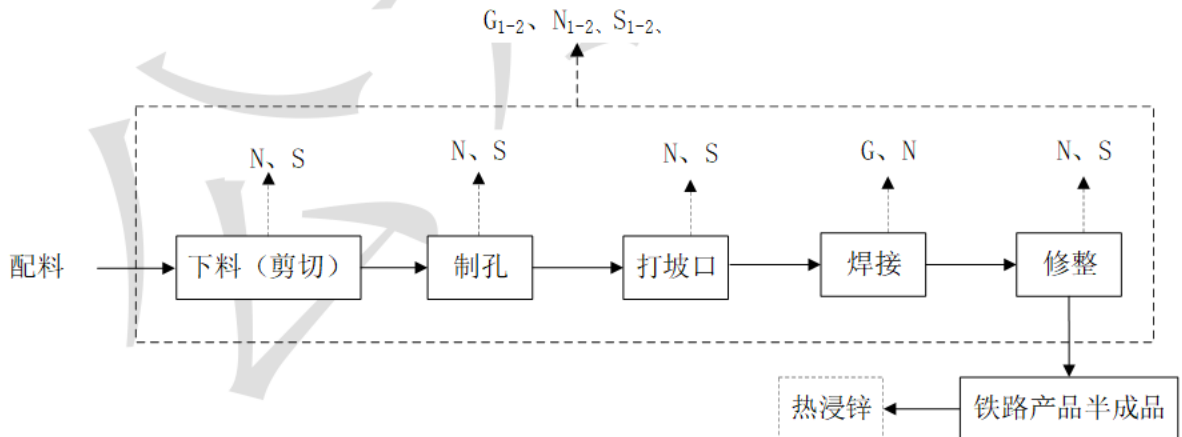 G1-2、N1-2、S1-2、
N、S
N、S
N、S
G、N
N、S
配料
下料（剪切）
制孔
打坡口
焊接
修整
热浸锌
铁路产品半成品